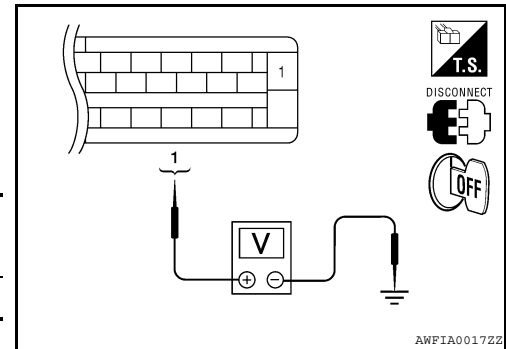 1
T.S.
DISCONNECT
OFF
1
V
+ −
AWFIA0017ZZ